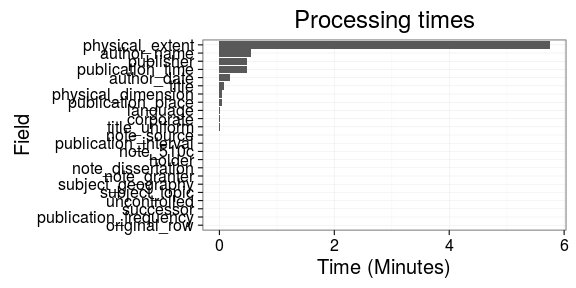 Processing times
physical_extent
author_name
publisher
publication_time
author_date
title
physical_dimension
publication_place
language
corporate
title_uniform
note_source
publication_interval
note_510c
holder
note_dissertation
note_granter
subject_geography
subject_topic
uncontrolled
successor
publication_frequency
original_row
Field
0 2 4 6
Time (Minutes)